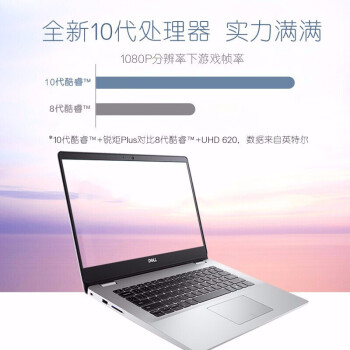 全新10代处理器 实力满满
1080P分辨率下游戏帧率
10代酷睿™
8代酷睿™
*10代酷睿™+锐炬Plus对比8代酷睿™+UHD 620，数据来自英特尔
DELL